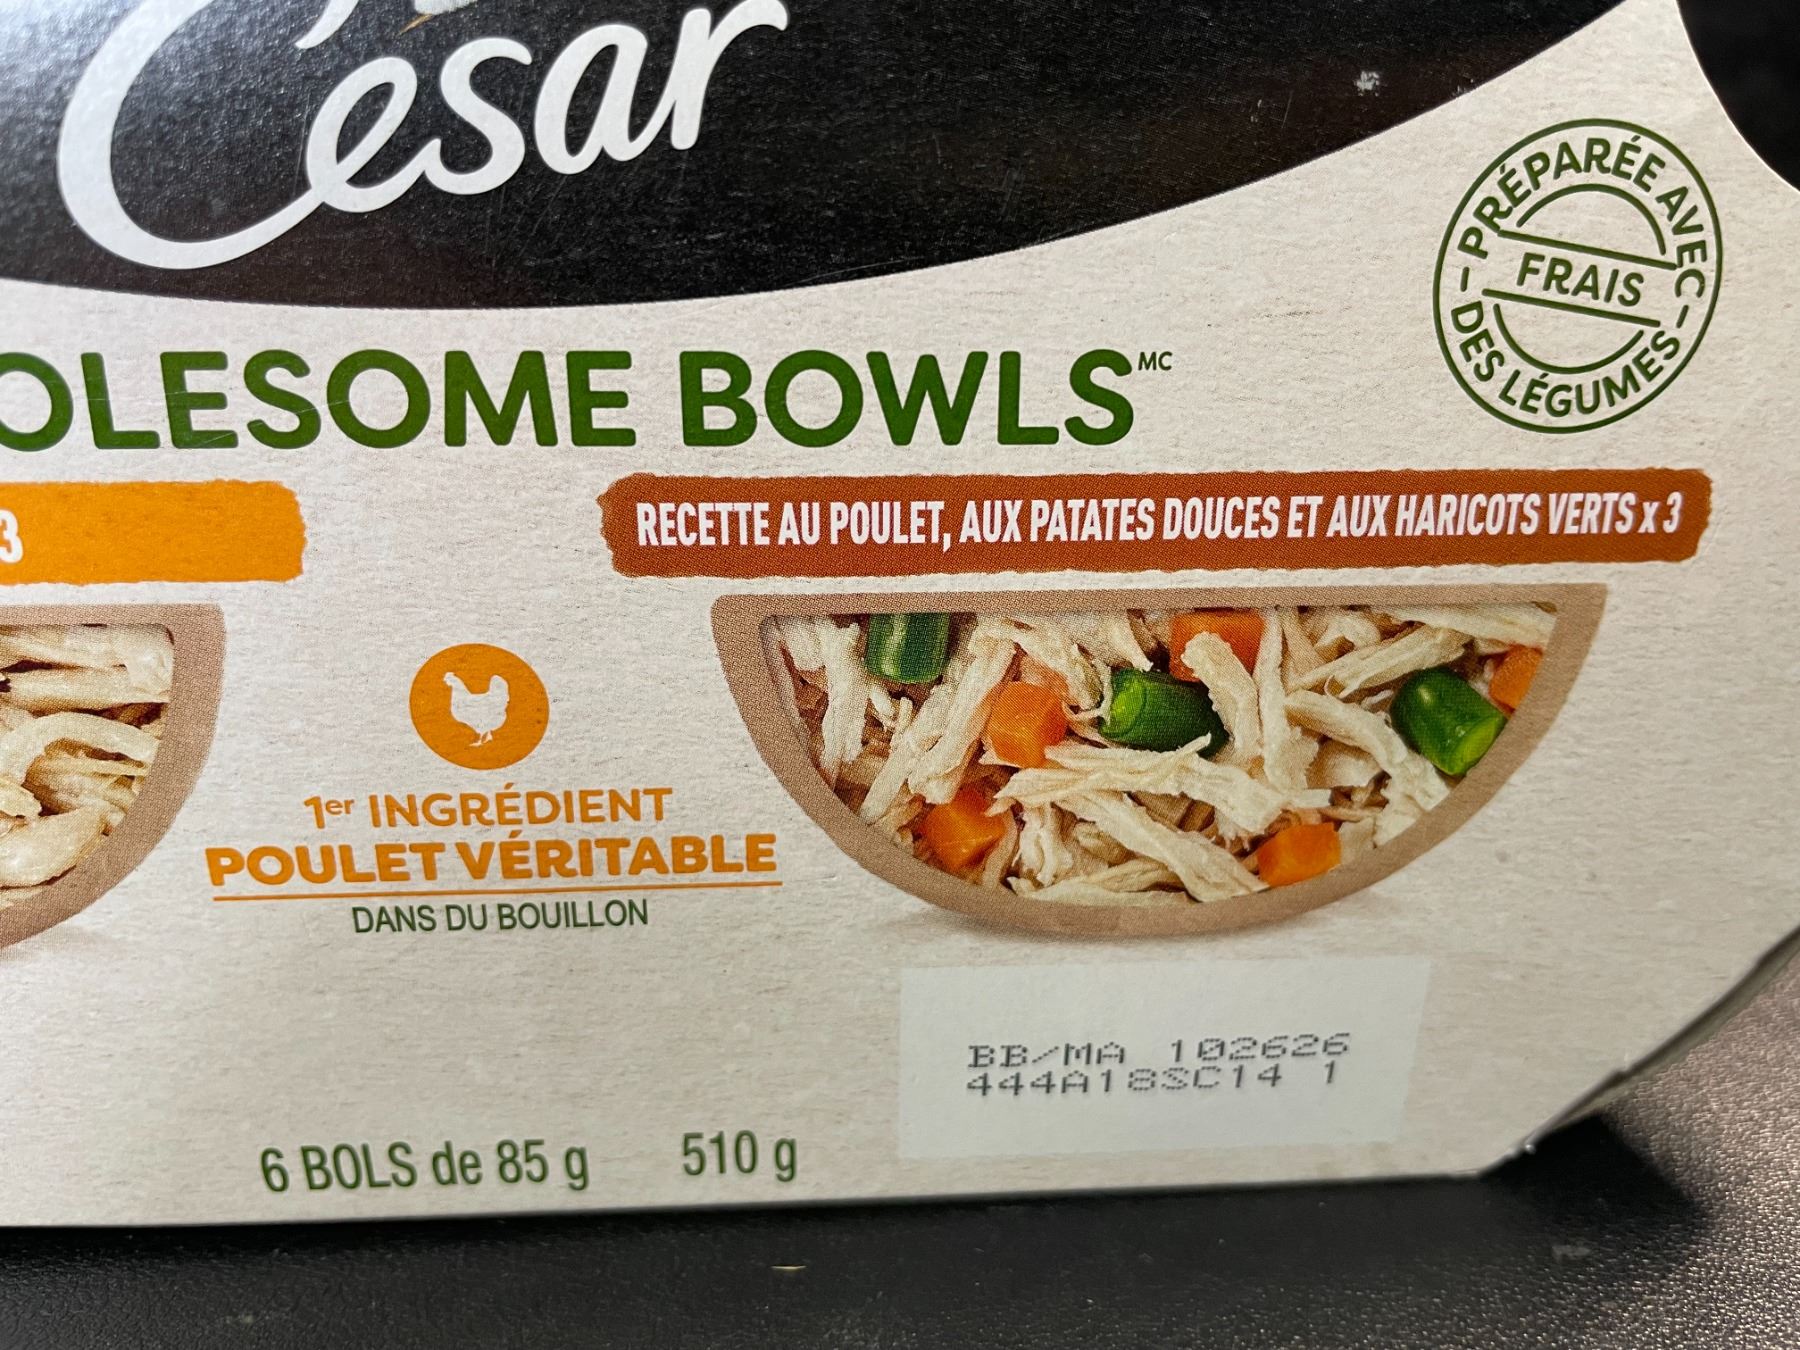 Cesar
OLESOME BOWLS MC
PRÉPARÉE AVEC
FRAIS
- DES LÉGUMES -
3
RECETTE AU POULET, AUX PATATES DOUCES ET AUX HARICOTS VERTS x 3
1er INGRÉDIENT
POULET VÉRITABLE
DANS DU BOUILLON
BB/MA 102626
444A18SC14 1
6 BOLS de 85 g 510 g